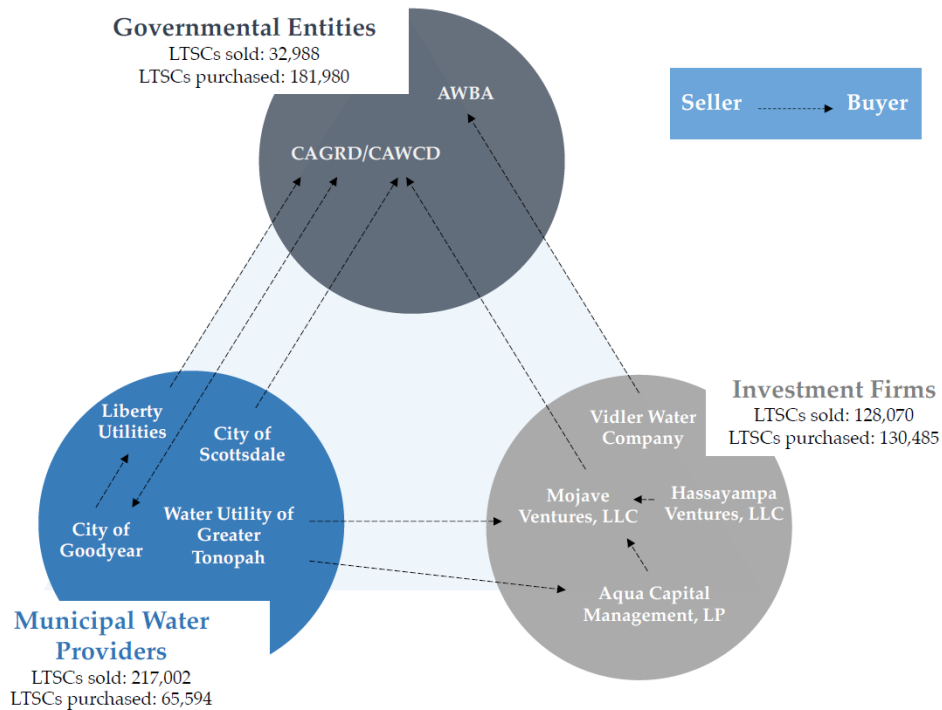 Governmental Entities
LTSCs sold: 32,988
LTSCs purchased: 181,980
AWBA
CAGRD/CAWCD
Seller
Buyer
Liberty
Utilities
City of
Scottsdale
City of
Goodyear
Water Utility of
Greater
Tonopah
Municipal Water
Providers
LTSCs sold: 217,002
LTSCs purchased: 65,594
Investment Firms
LTSCs sold: 128,070
LTSCs purchased: 130,485
Vidler Water
Company
Mojave
Ventures, LLC
Hassayampa
Ventures, LLC
Aqua Capital
Management, LP